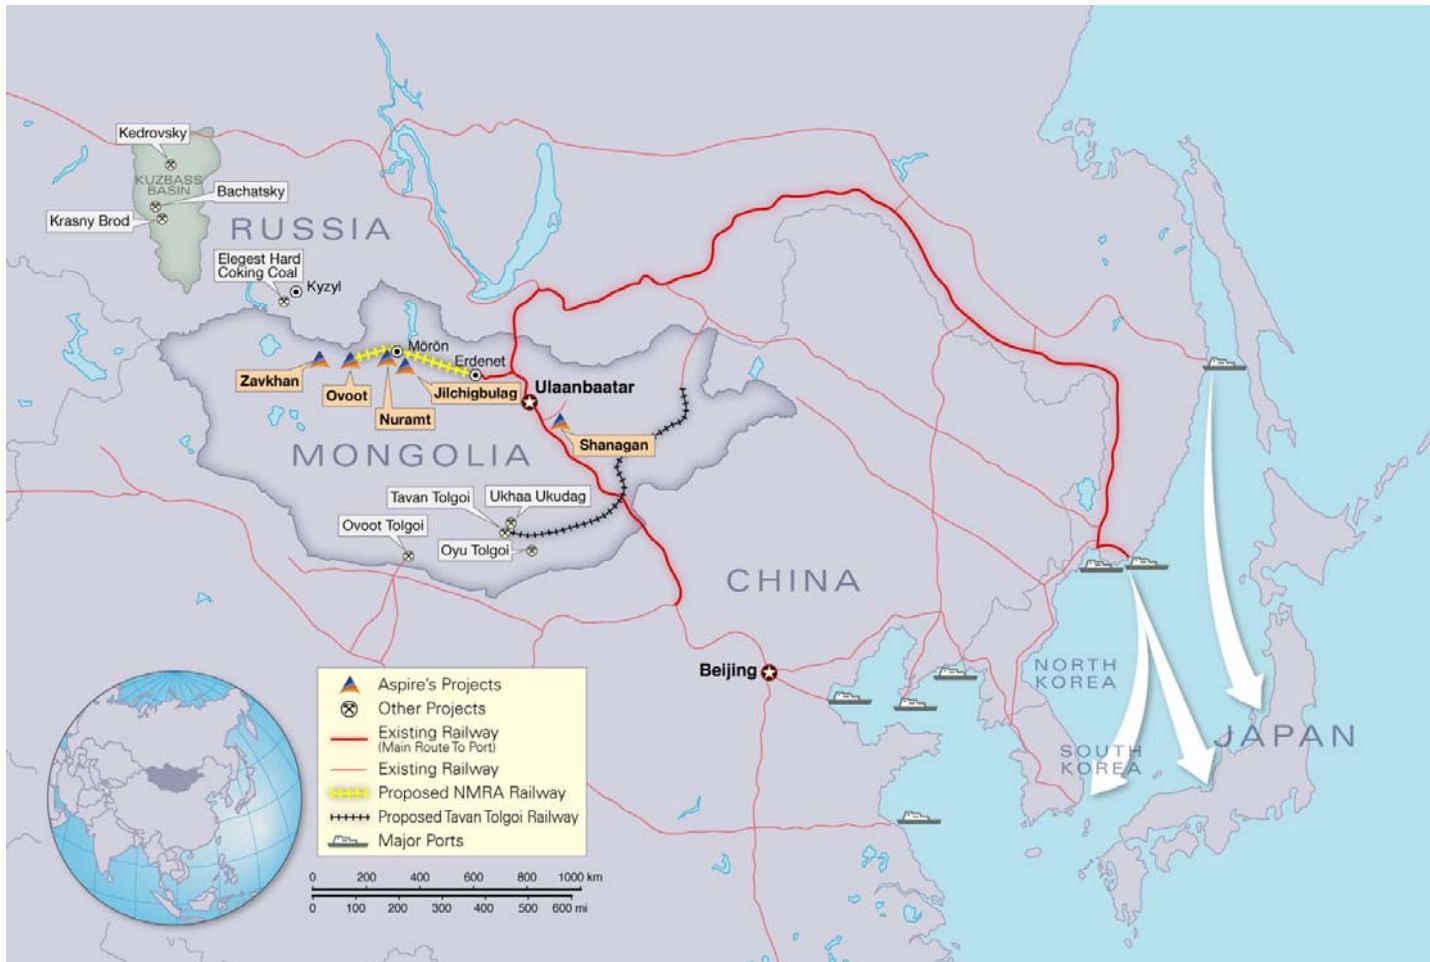 Kedrovsky
KUZBASS
BASIN
Bachatsky
Krasny Brod
RUSSIA
Elegest Hard
Coking Coal
Kyzyl
Mörön
Erdenet
Zavkhan
Ovoot
Jilchigbulag
Nuramt
Ulaanbaatar
Shanagan
MONGOLIA
Tavan Tolgoi
Ukhaa Ukudag
Ovoot Tolgoi
Oyu Tolgoi
CHINA
Beijing
NORTH
KOREA
SOUTH
KOREA
JAPAN
Aspire's Projects
Other Projects
Existing Railway
(Main Route To Port)
Existing Railway
Proposed NMRA Railway
Proposed Tavan Tolgoi Railway
Major Ports
0 200 400 600 800 1000 km
0 100 200 300 400 500 600 mi